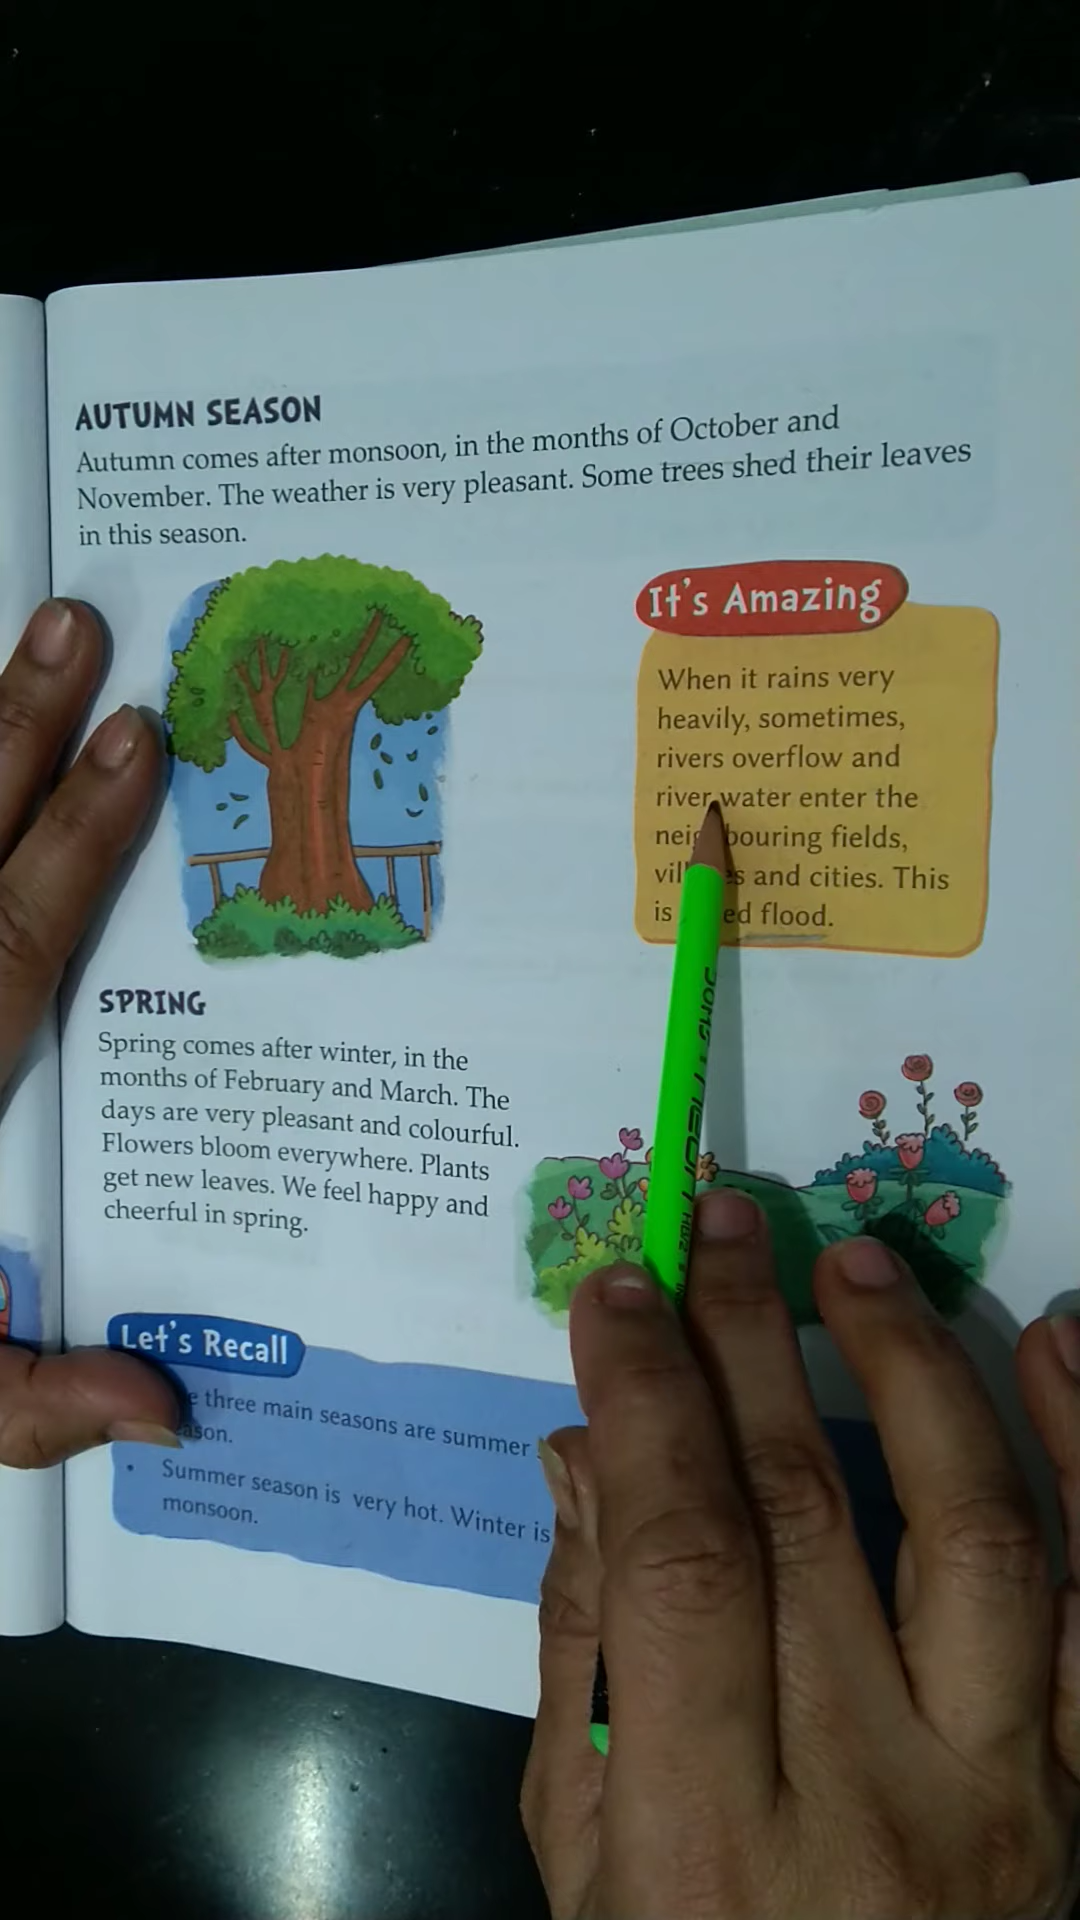 AUTUMN SEASON
Autumn comes after monsoon, in the months of October and
November. The weather is very pleasant. Some trees shed their leaves
in this season.
It's Amazing
When it rains very
heavily, sometimes,
rivers overflow and
river water enter the
bouring fields,
and cities. This
is flood.
SPRING
Spring comes after winter, in the
months of February and March. The
days are very pleasant and colourful.
Flowers bloom everywhere. Plants
get new leaves. We feel happy and
cheerful in spring.
Let's Recall
three main seasons are summer
• Summer season is very hot. Winter is
monsoon.
DOMS
HB/2